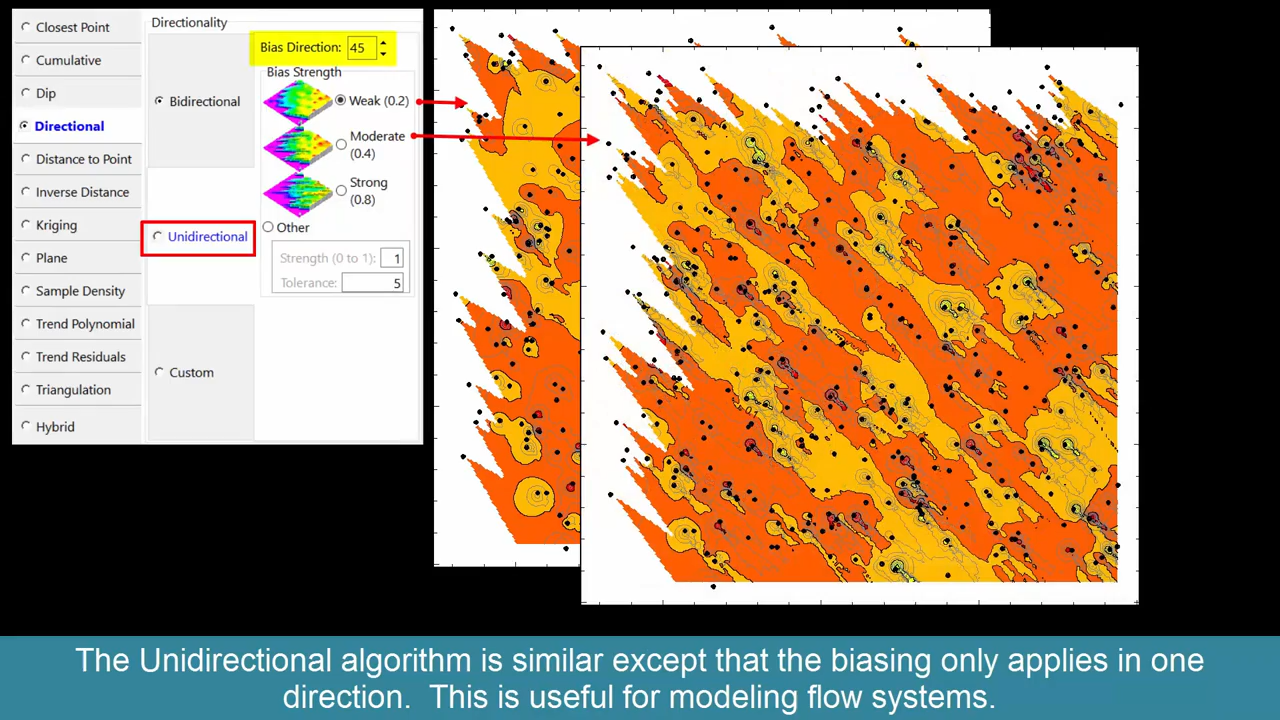 Closest Point
Cumulative
Dip
Directional
Distance to Point
Inverse Distance
Kriging
Plane
Sample Density
Trend Polynomial
Trend Residuals
Triangulation
Hybrid
Directionality
Bidirectional
Unidirectional
Custom
Bias Direction: 45
Bias Strength
Weak (0.2)
Moderate
(0.4)
Strong
(0.8)
Other
Strength (0 to 1): 1
Tolerance: 5
The Unidirectional algorithm is similar except that the biasing only applies in one
direction. This is useful for modeling flow systems.